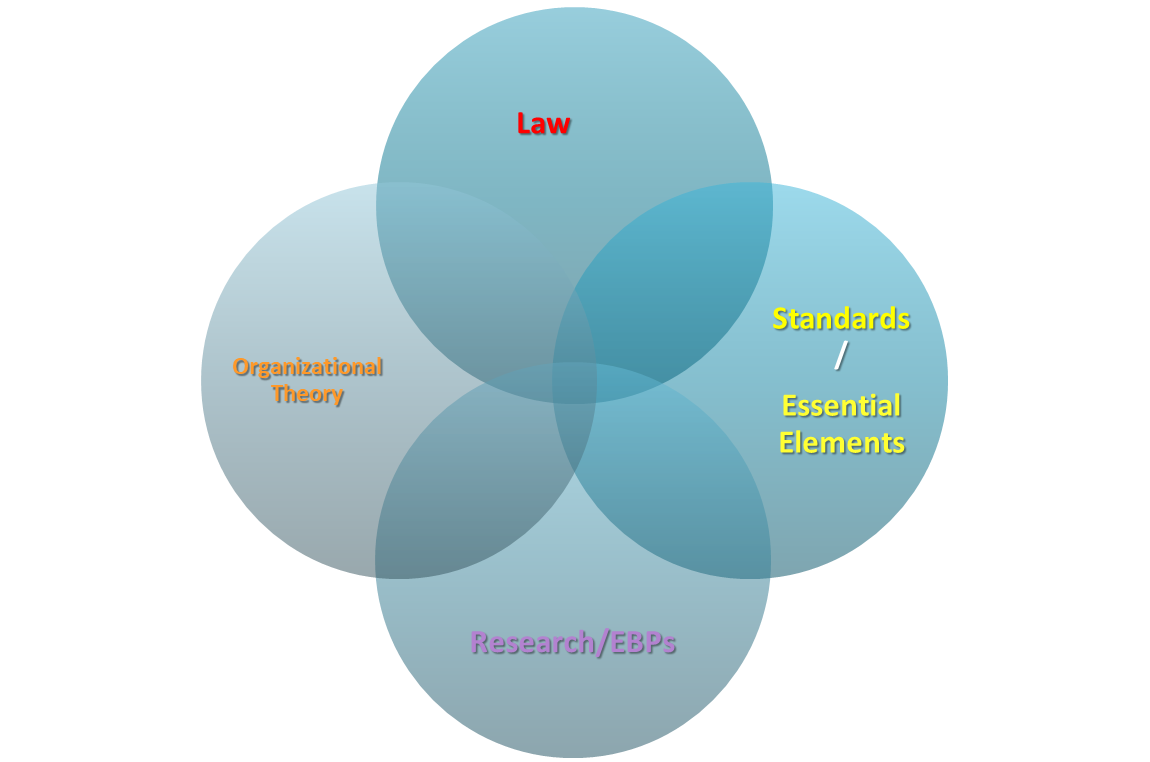 Law
Standards
/
Essential
Elements
Organizational
Theory
Research/EBPs